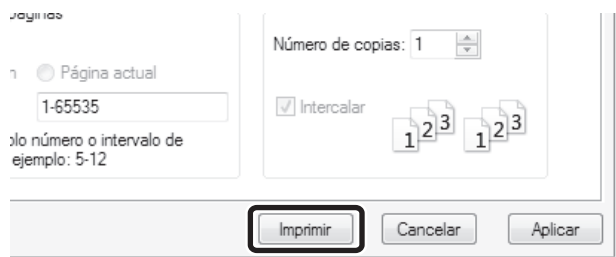 páginas
Número de copias: 1
Página actual
1-65535
Intercalar
1 2 3 1 2 3
número o intervalo de
ejemplo: 5-12
Imprimir Cancelar Aplicar